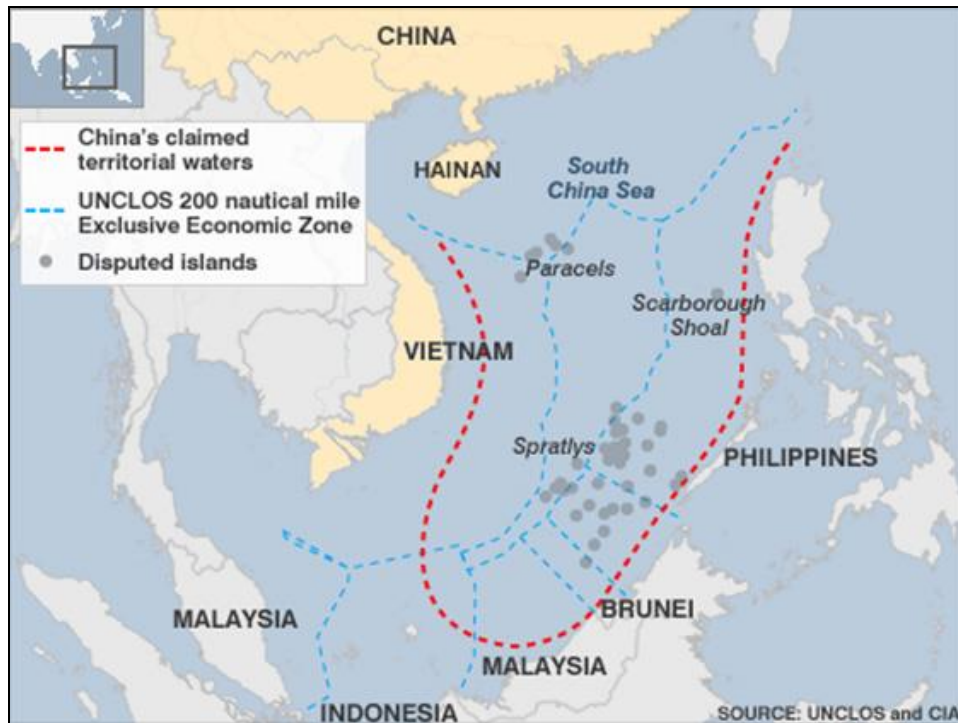 CHINA
China's claimed
territorial waters
UNCLOS 200 nautical mile
Exclusive Economic Zone
Disputed islands
HAINAN
South
China Sea
Paracels
Scarborough
Shoal
VIETNAM
Spratlys
PHILIPPINES
MALAYSIA
BRUNEI
MALAYSIA
INDONESIA
SOURCE: UNCLOS and CIA